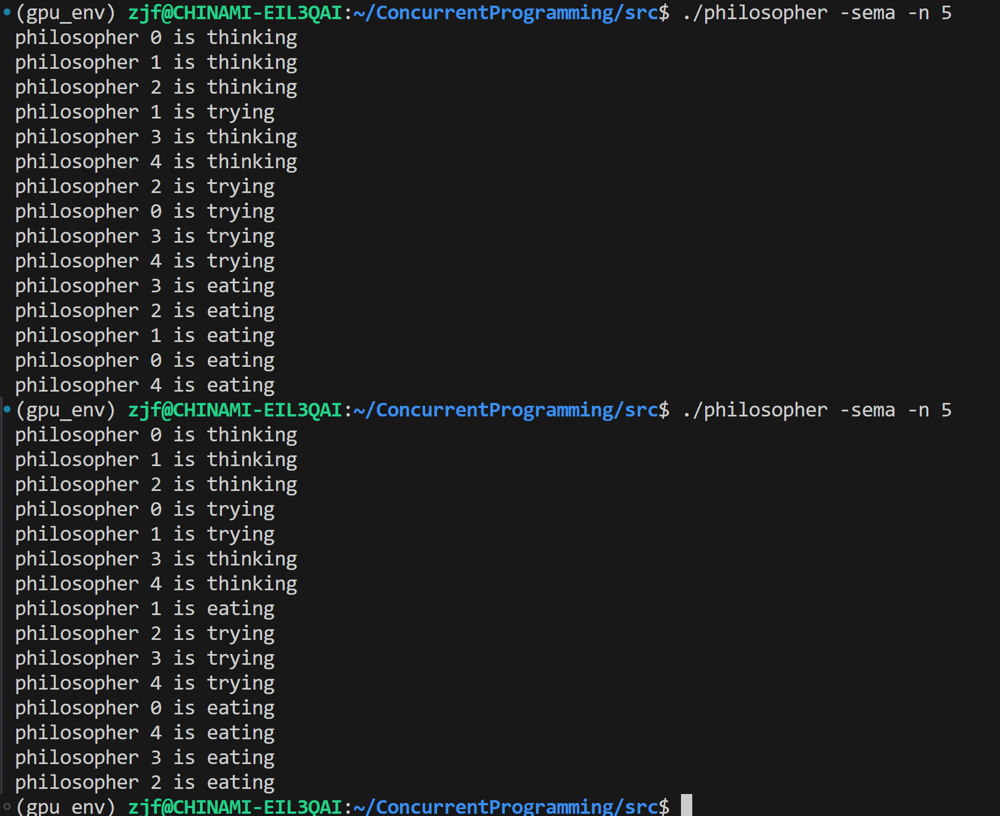 (gpu_env) zjf@CHINAMI-EIL3QAI:~/ConcurrentProgramming/src$ ./philosopher -sema -n 5
philosopher 0 is thinking
philosopher 1 is thinking
philosopher 2 is thinking
philosopher 1 is trying
philosopher 3 is thinking
philosopher 4 is thinking
philosopher 2 is trying
philosopher 0 is trying
philosopher 3 is trying
philosopher 4 is trying
philosopher 3 is eating
philosopher 2 is eating
philosopher 1 is eating
philosopher 0 is eating
philosopher 4 is eating
(gpu_env) zjf@CHINAMI-EIL3QAI:~/ConcurrentProgramming/src$ ./philosopher -sema -n 5
philosopher 0 is thinking
philosopher 1 is thinking
philosopher 2 is thinking
philosopher 0 is trying
philosopher 1 is trying
philosopher 3 is thinking
philosopher 4 is thinking
philosopher 1 is eating
philosopher 2 is trying
philosopher 3 is trying
philosopher 4 is trying
philosopher 0 is eating
philosopher 4 is eating
philosopher 3 is eating
philosopher 2 is eating
(gpu_env) zjf@CHINAMI-EIL3QAI:~/ConcurrentProgramming/src$